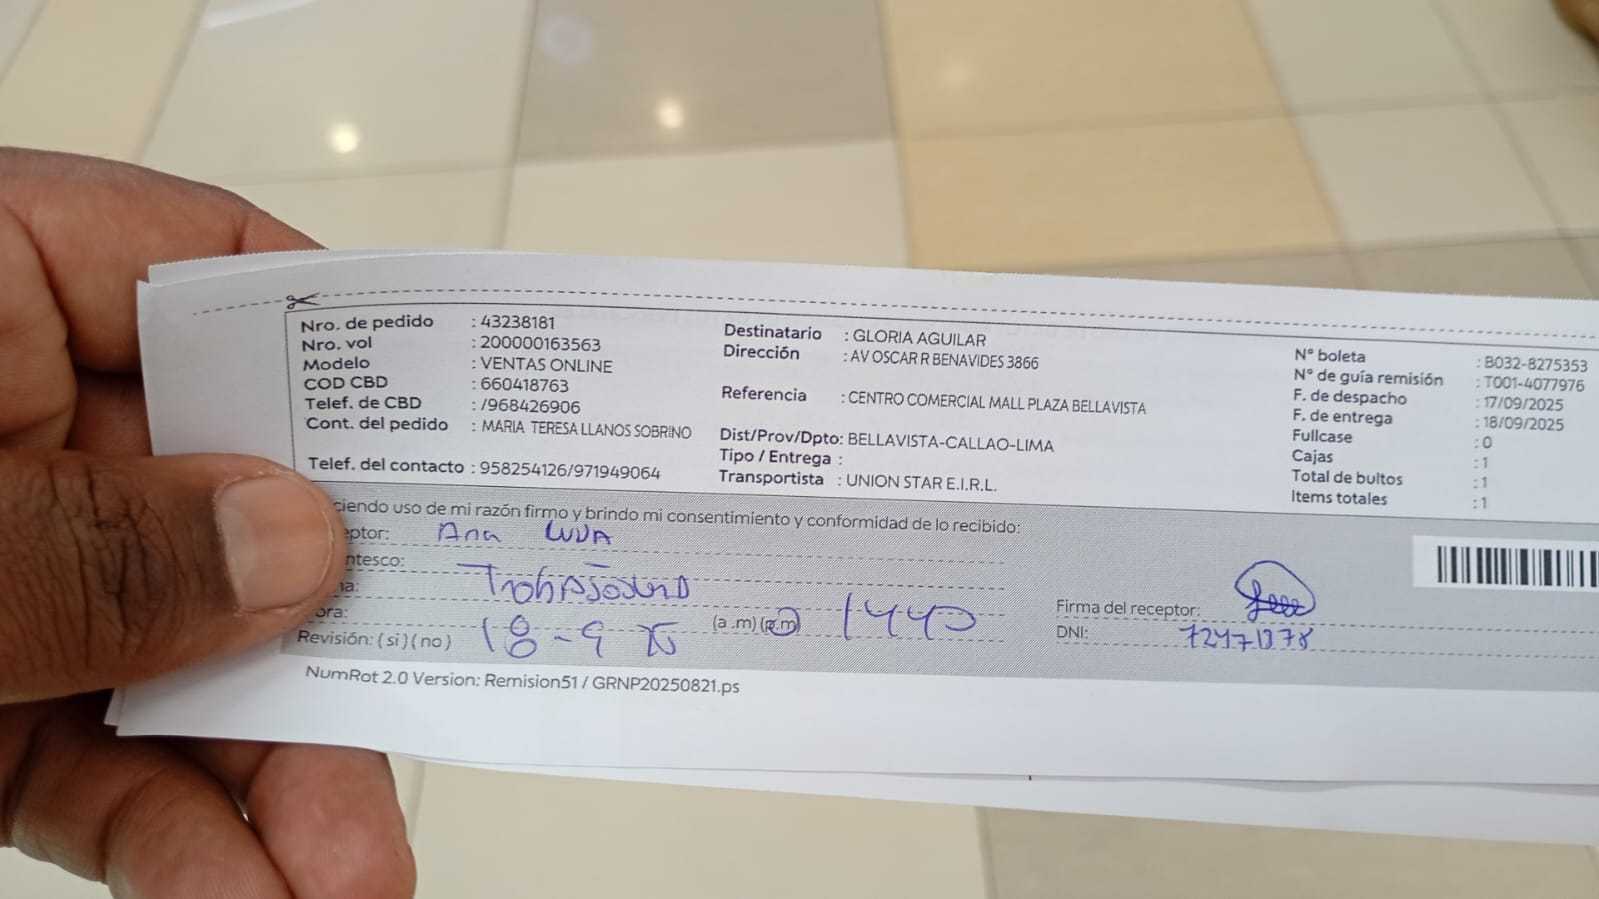 Nro. de pedido : 43238181
Nro. vol : 200000163563
Modelo : VENTAS ONLINE
COD CBD : 660418763
Telef. de CBD : /968426906
Cont. del pedido : MARIA TERESA LLANOS SOBRINO
Telef. del contacto : 958254126/971949064
Destinatario : GLORIA AGUILAR
Dirección : AV OSCAR R BENAVIDES 3866
Referencia : CENTRO COMERCIAL MALL PLAZA BELLAVISTA
Dist/Prov/Dpto: BELLAVISTA-CALLAO-LIMA
Tipo / Entrega :
Transportista : UNION STAR E.I.R.L.
N° boleta : B032-8275353
N° de guía remisión : T001-4077976
F. de despacho : 17/09/2025
F. de entrega : 18/09/2025
Fullcase : 0
Cajas : 1
Total de bultos : 1
Items totales : 1
ciendo uso de mi razón firmo y brindo mi consentimiento y conformidad de lo recibido:
eptor: Ana
ntesco:
na:
ora: 18-9 (a .m) (p.m) 1440
Revisión: ( si ) ( no )
Firma del receptor:
DNI:
NumRot 2.0 Version: Remision51 / GRNP20250821.ps